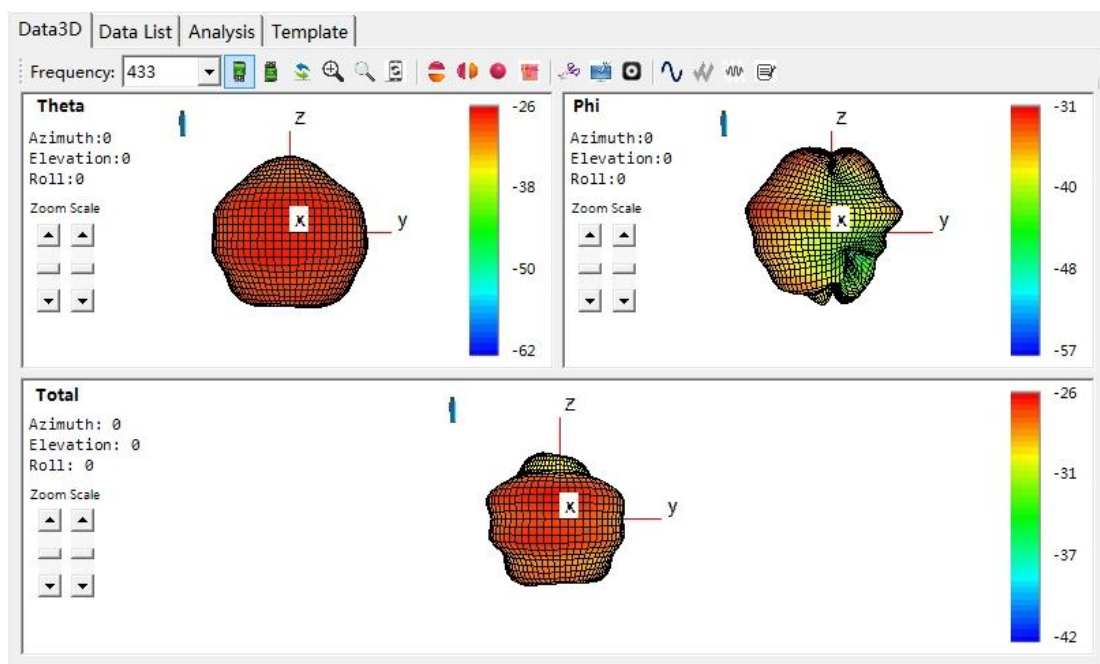 Data3D Data List Analysis Template
Frequency: 433
Theta
Azimuth:0
Elevation:0
Roll:0
Zoom Scale
z
x
y
-26
-38
-50
-62
Phi
Azimuth:0
Elevation:0
Roll:0
Zoom Scale
z
x
y
-31
-40
-48
-57
Total
Azimuth: 0
Elevation: 0
Roll: 0
Zoom Scale
z
x
y
-26
-31
-37
-42